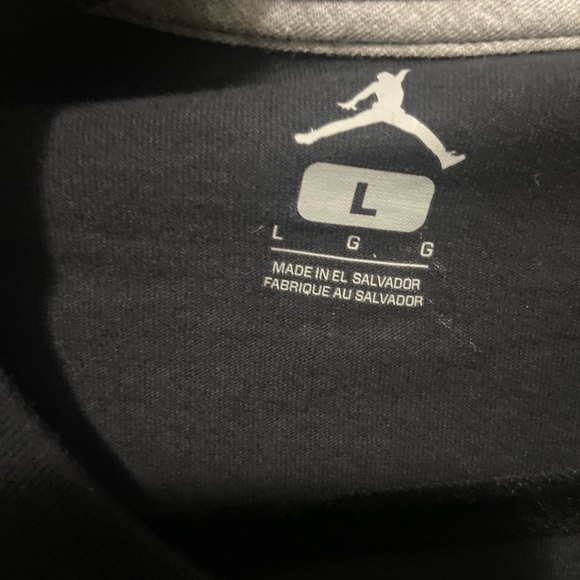 L
L G G
MADE IN EL SALVADOR
FABRIQUE AU SALVADOR